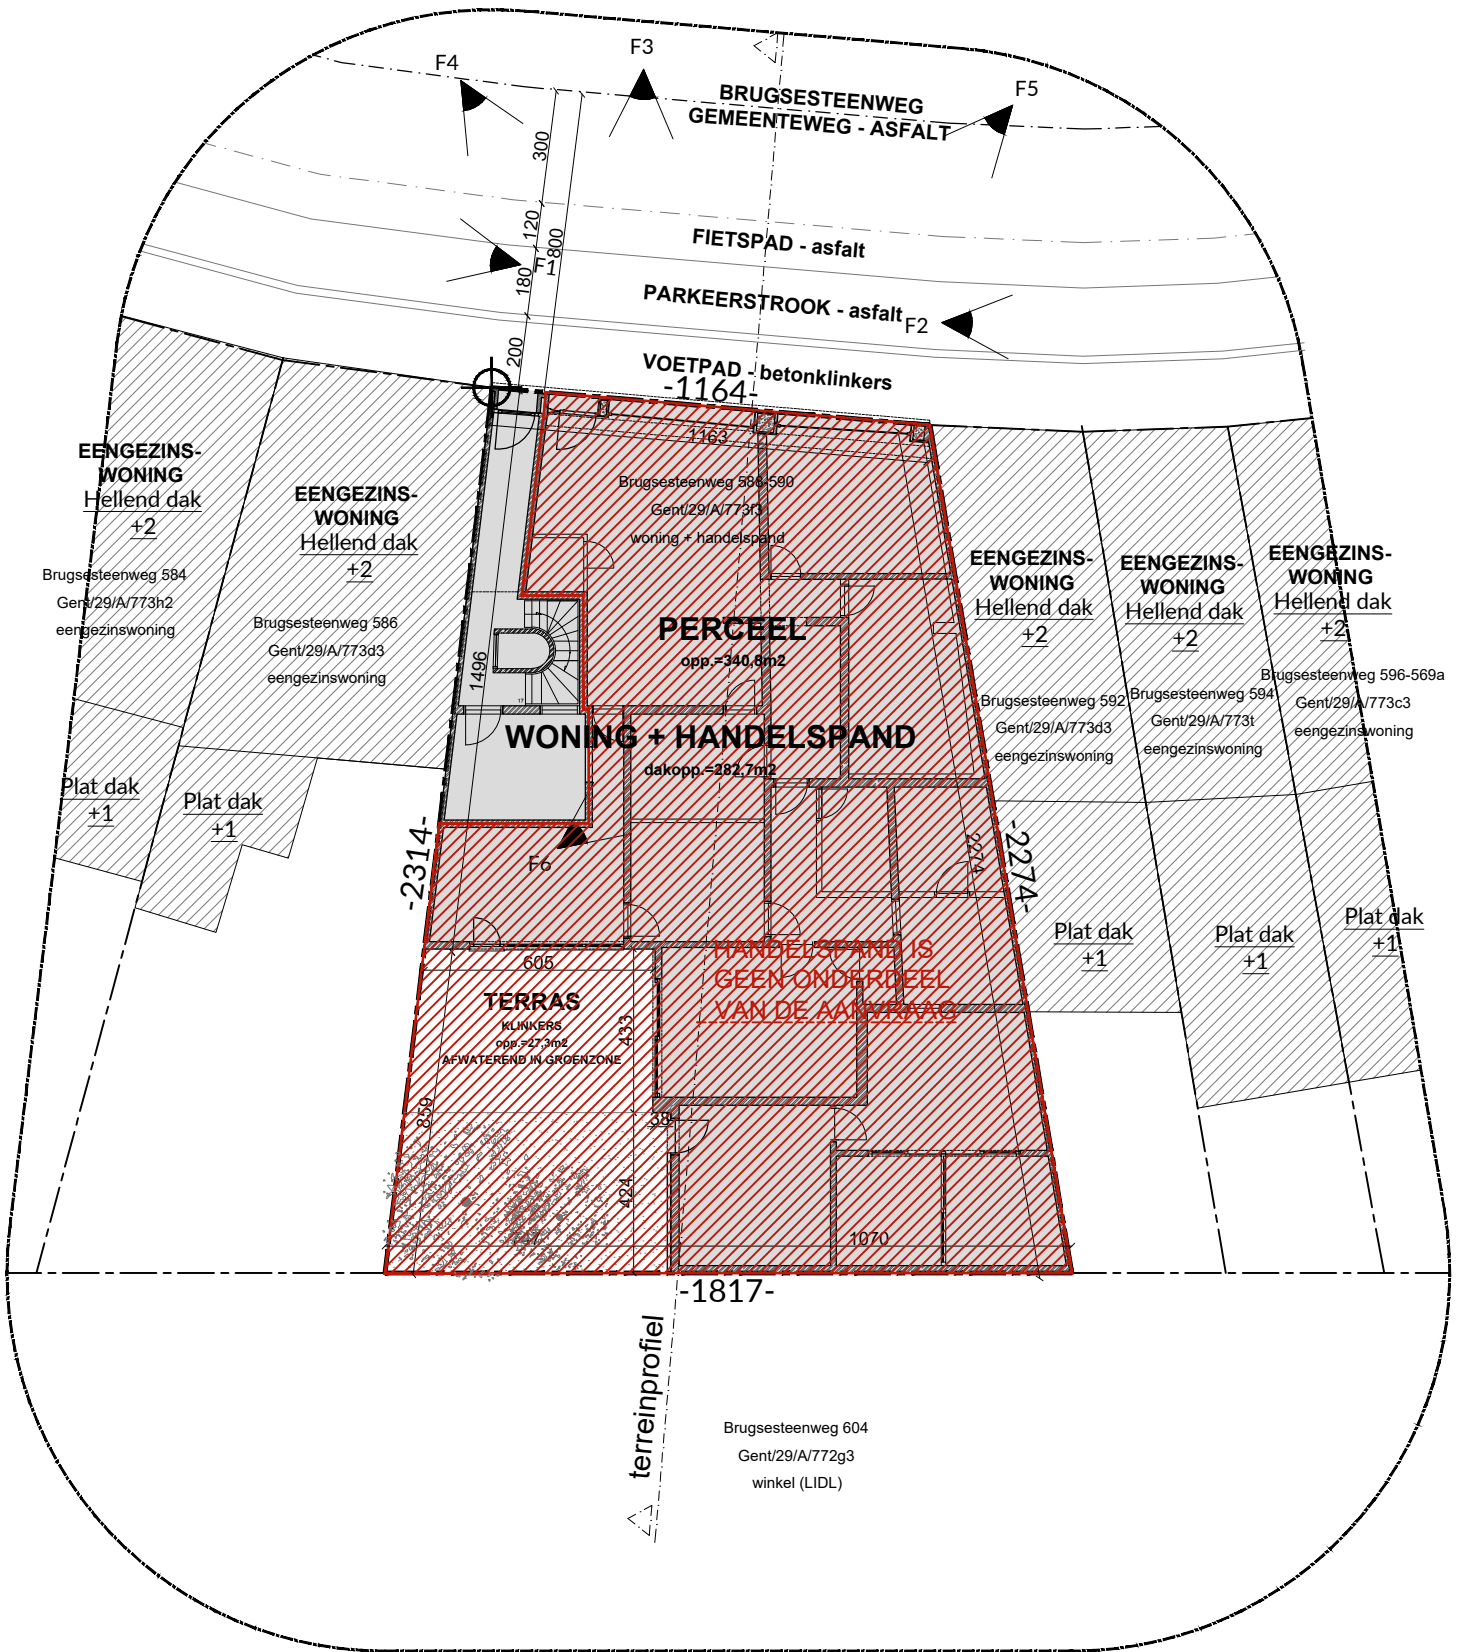 F3
F4
F5
BRUGSESTEENWEG
GEMEENTEWEG - ASFALT
300
120
800
FIETSPAD - asfalt
F1
180
PARKEERSTROOK - asfalt
F2
200
VOETPAD - betonklinkers
-1164-
1163
EENGEZINS-
WONING
Hellend dak
+2
Brugsesteenweg 584
Gent/29/A/773h2
eengezinswoning
EENGEZINS-
WONING
Hellend dak
+2
Brugsesteenweg 586
Gent/29/A/773d3
eengezinswoning
Brugsesteenweg 588-590
Gent/29/A/773f3
woning + handelspand
EENGEZINS-
WONING
Hellend dak
+2
Brugsesteenweg 592
Gent/29/A/773d3
eengezinswoning
EENGEZINS-
WONING
Hellend dak
+2
Brugsesteenweg 594
Gent/29/A/773t
eengezinswoning
EENGEZINS-
WONING
Hellend dak
+2
Brugsesteenweg 596-569a
Gent/29/A/773c3
eengezinswoning
PERCEEL
opp.=340,8m2
1496
17
WONING + HANDELSPAND
dakopp.=282,7m2
Plat dak
+1
Plat dak
+1
-2314-
F6
2274
-2274-
Plat dak
+1
Plat dak
+1
Plat dak
+1
HANDELSPAND IS
GEEN ONDERDEEL
VAN DE AANVRAAG
605
TERRAS
KLINKERS
opp.=27,3m2
AFWATEREND IN GROENZONE
433
859
38
424
1070
-1817-
terreinprofiel
Brugsesteenweg 604
Gent/29/A/772g3
winkel (LIDL)